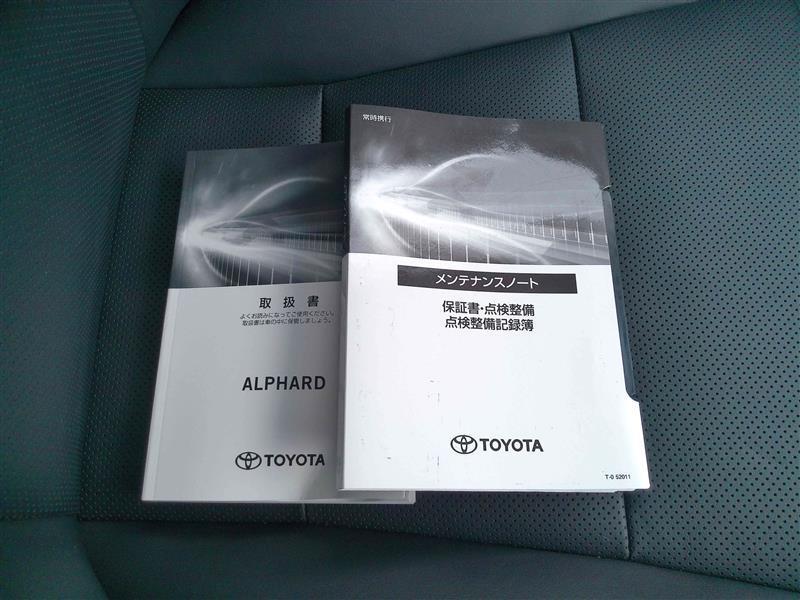 取扱書
よくお読みになってご使用ください。
取扱書は車の中に保管しましょう。
ALPHARD
TOYOTA
常時携行
メンテナンスノート
保証書・点検整備
点検整備記録簿
TOYOTA
T-0 52011